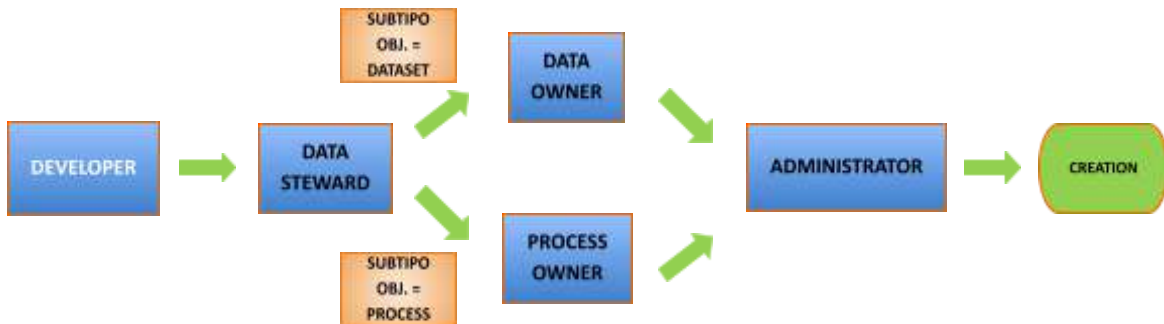 DEVELOPER
DATA
STEWARD
SUBTIPO
OBJ. =
DATASET
DATA
OWNER
SUBTIPO
OBJ. =
PROCESS
PROCESS
OWNER
ADMINISTRATOR
CREATION